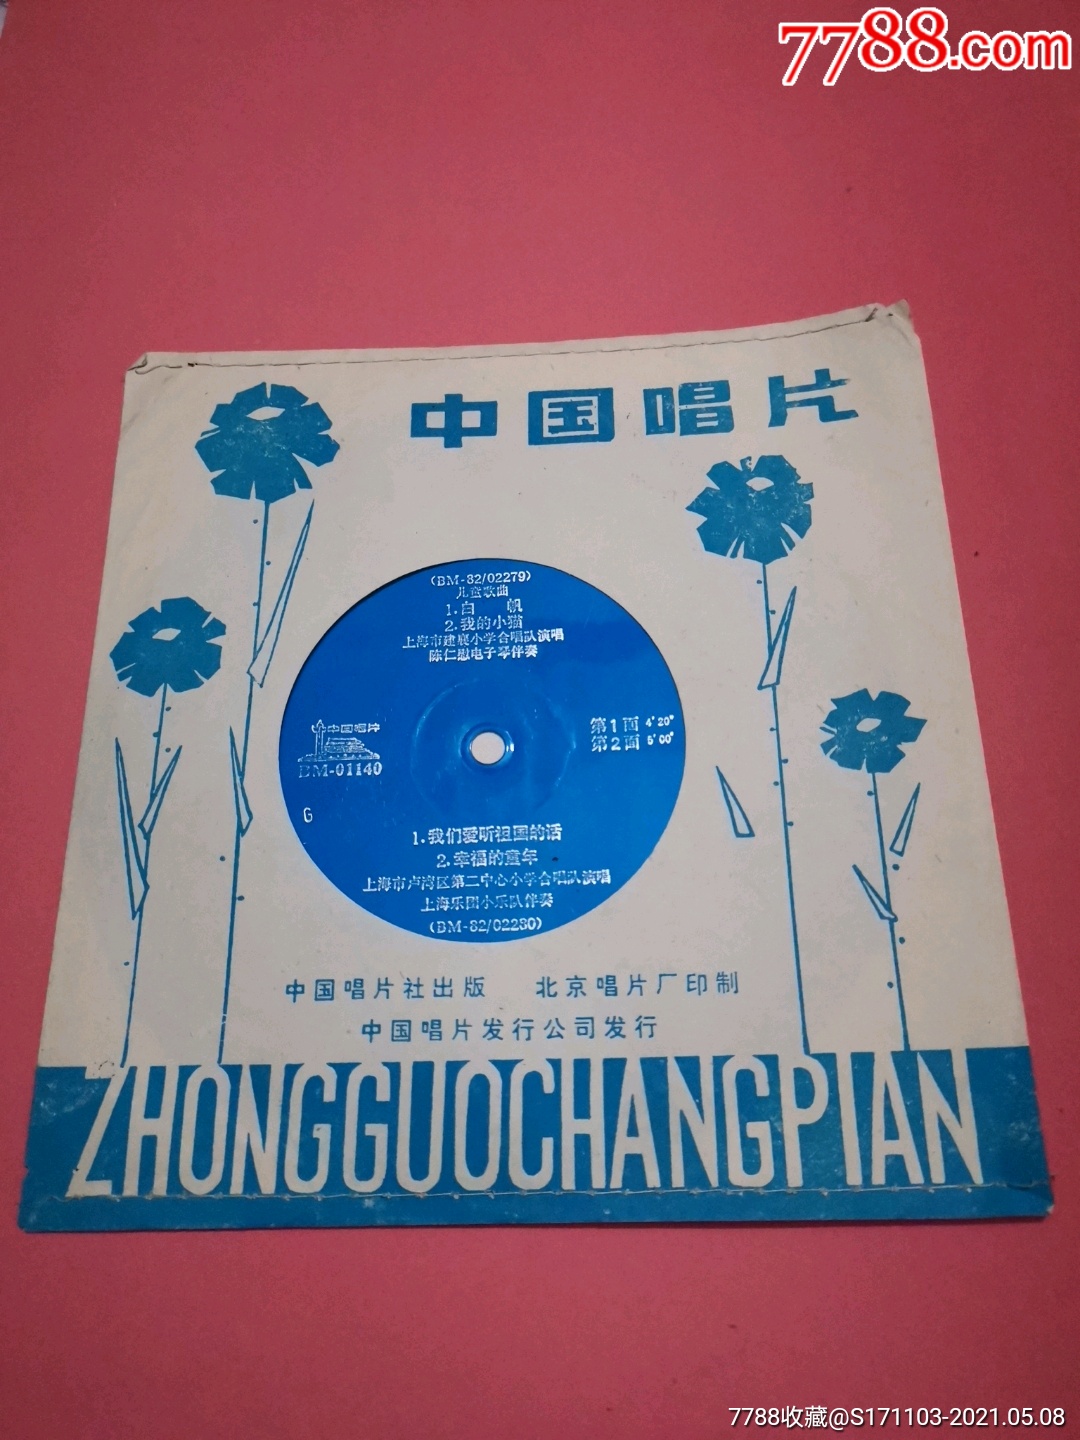 7788.com
中国唱片
(BM-82/02279)
儿童歌曲
1.白 帆
2.我的小猫
上海市建襄小学合唱队演唱
陈仁慰电子琴伴奏
中国唱片
BM-01140
第1面 4′20″
第2面 5′00″
G
1.我们爱听祖国的话
2.幸福的童年
上海市卢湾区第二中心小学合唱队演唱
上海乐团小乐队伴奏
(BM-82/02280)
中国唱片社出版 北京唱片厂印制
中国唱片发行公司发行
ZHONGGUOCHANGPIAN
7788收藏@S171103-2021.05.08